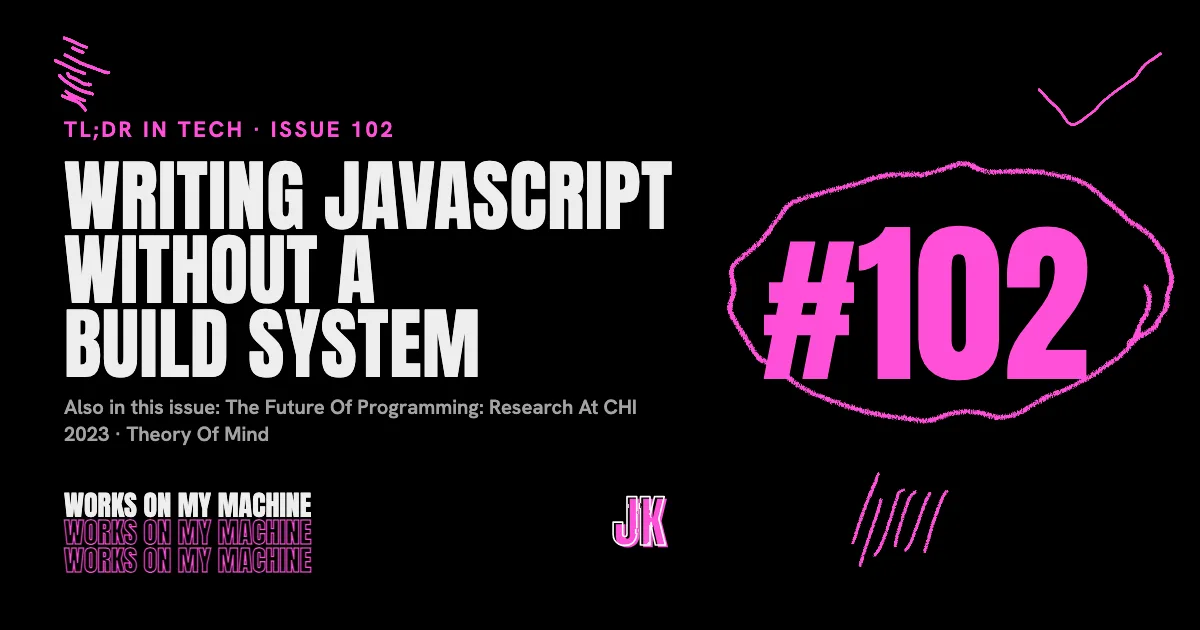 TL;DR IN TECH · ISSUE 102
WRITING JAVASCRIPT
WITHOUT A
BUILD SYSTEM
Also in this issue: The Future Of Programming: Research At CHI
2023 · Theory Of Mind
#102
WORKS ON MY MACHINE
WORKS ON MY MACHINE
WORKS ON MY MACHINE
JK